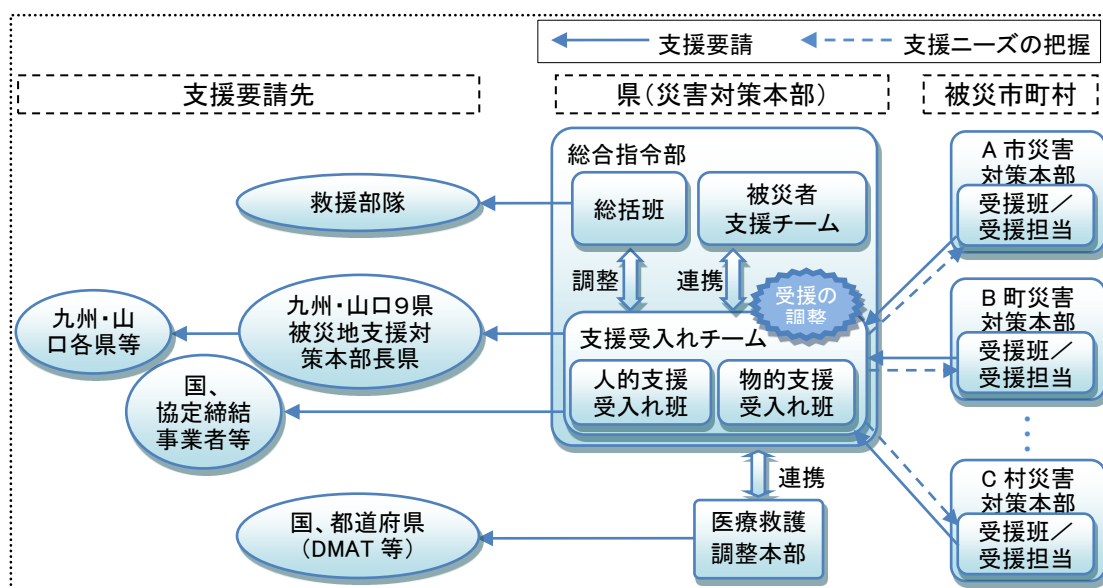 支援要請
支援ニーズの把握
支援要請先
県(災害対策本部)
被災市町村
総合指令部
総括班
被災者
支援チーム
救援部隊
調整
連携
受援の
調整
九州・山
口各県等
九州・山口9県
被災地支援対
策本部長県
支援受入れチーム
人的支援
受入れ班
物的支援
受入れ班
国、
協定締結
事業者等
連携
国、都道府県
(DMAT 等)
医療救護
調整本部
A 市災害
対策本部
受援班/
受援担当
B 町災害
対策本部
受援班/
受援担当
C 村災害
対策本部
受援班/
受援担当